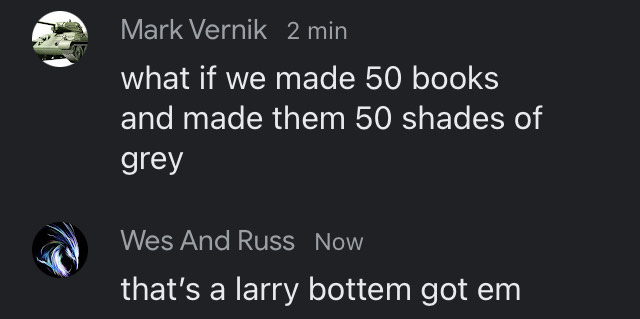 Mark Vernik 2 min
what if we made 50 books
and made them 50 shades of
grey
Wes And Russ Now
that's a larry bottem got em